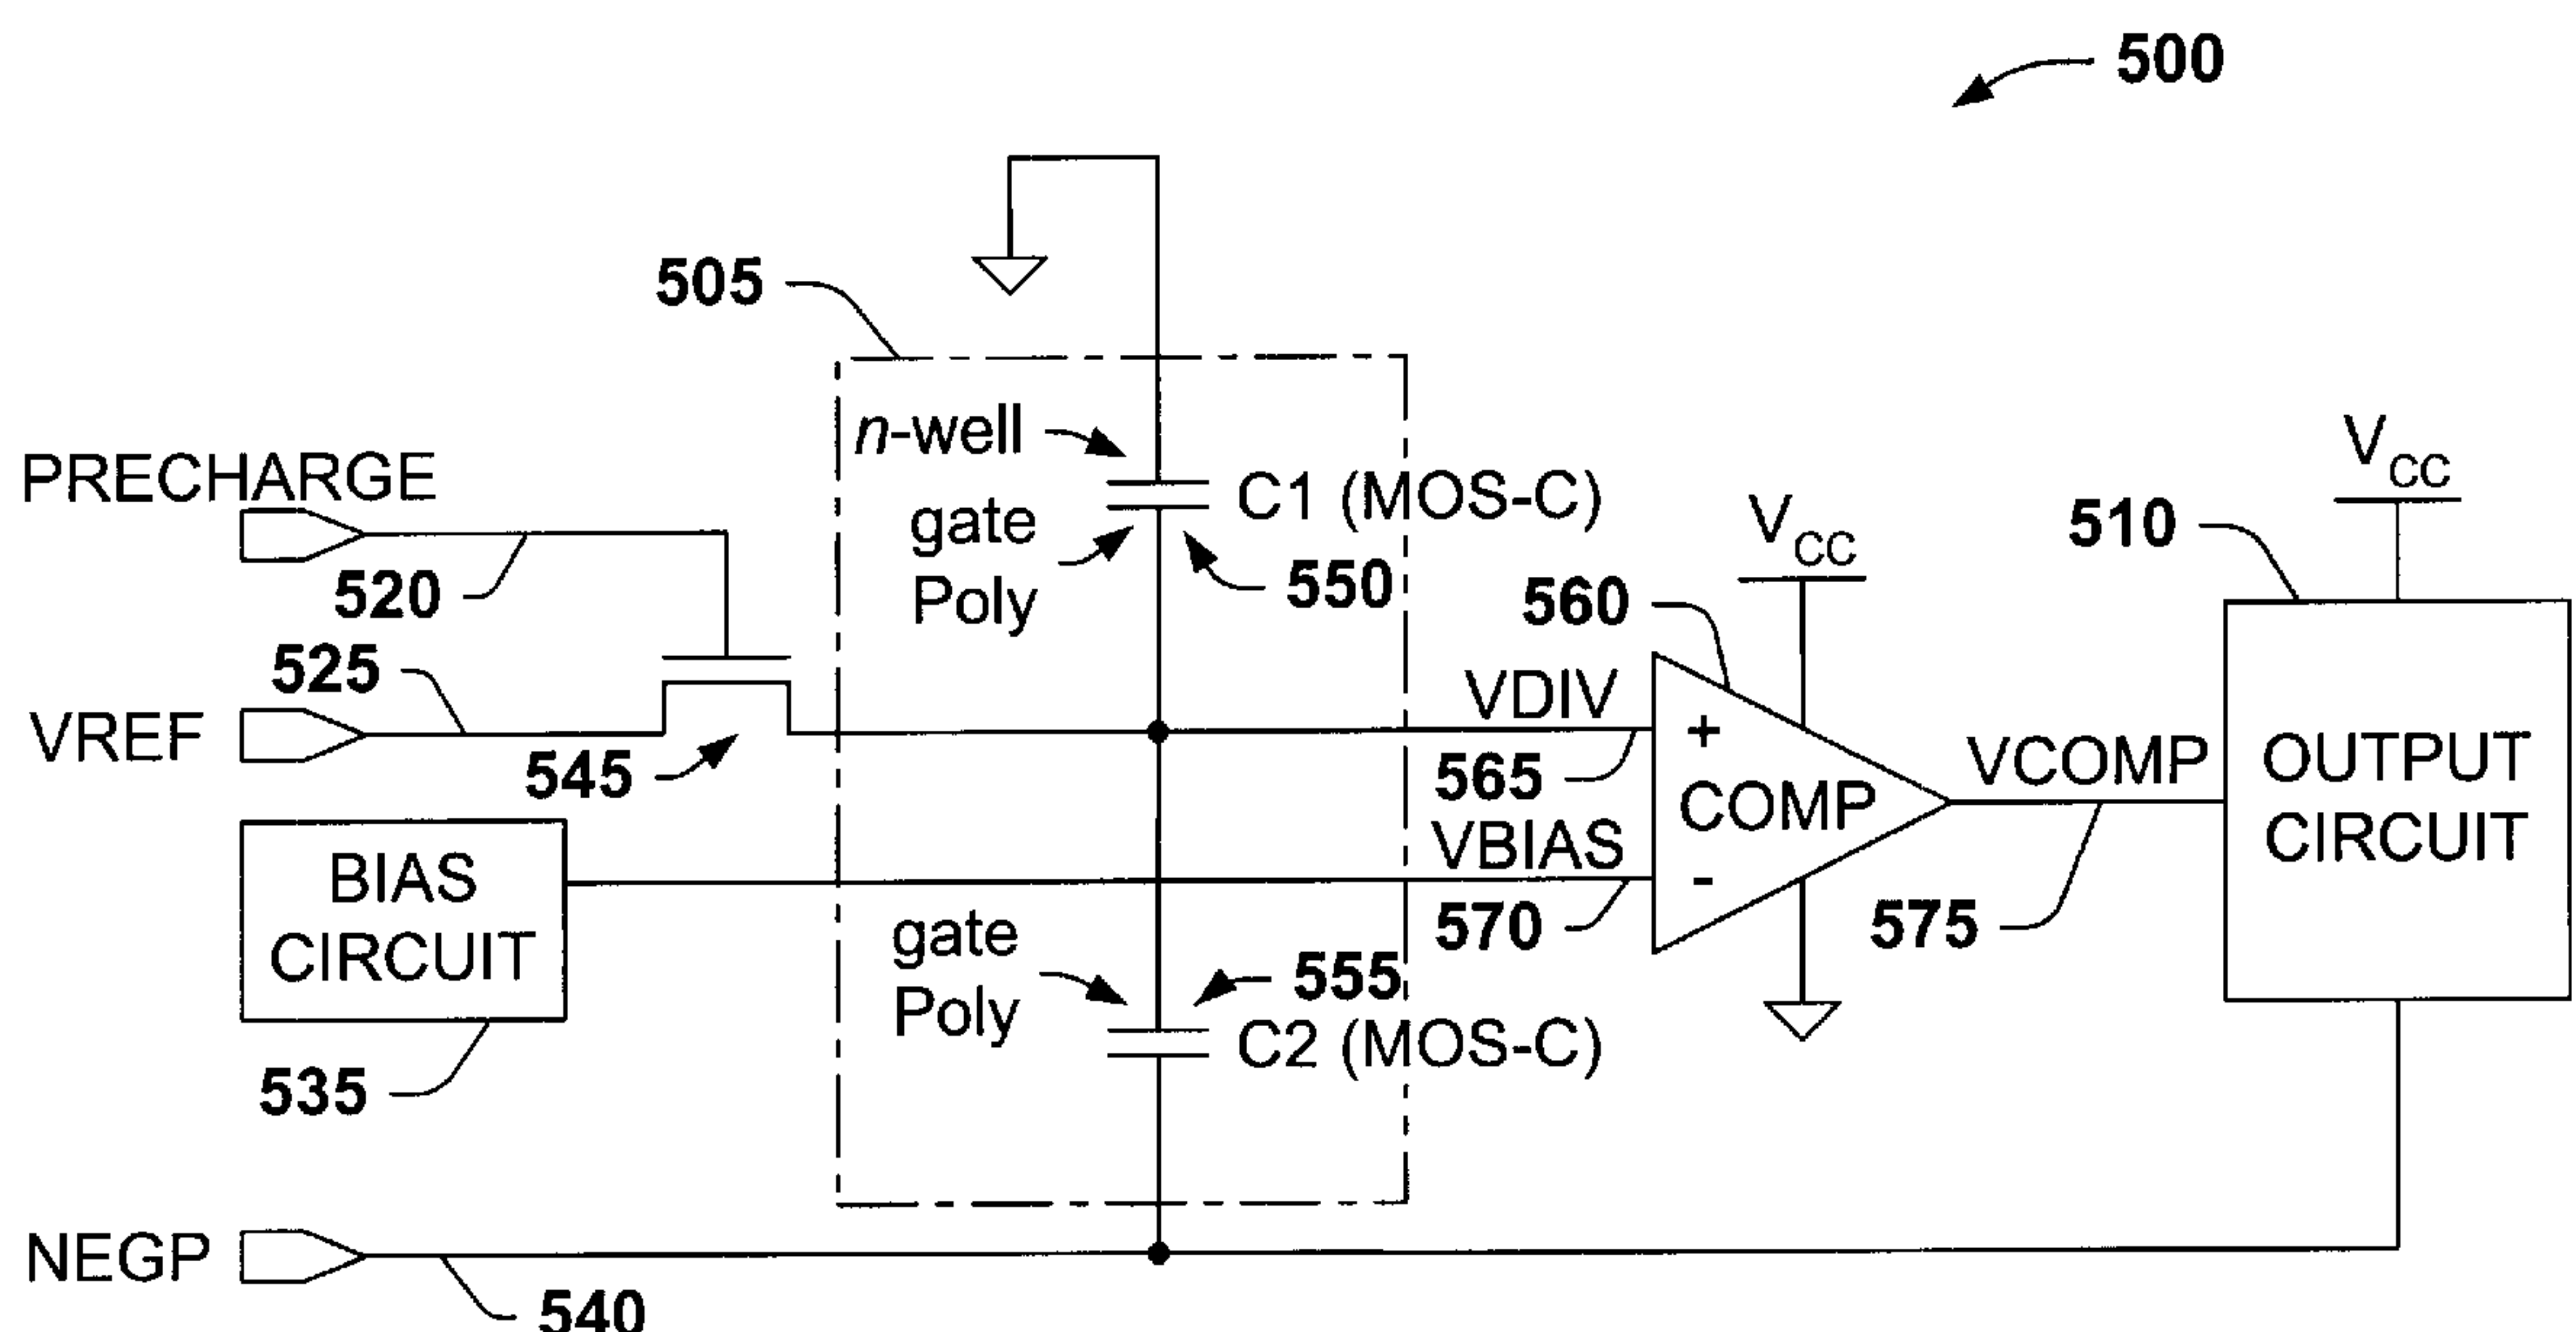 500
505
n-well
PRECHARGE
C1 (MOS-C)
gate
Poly
550
VCC
VCC
510
520
560
525
VREF
545
VDIV
565
+
COMP
VCOMP
OUTPUT
CIRCUIT
BIAS
CIRCUIT
VBIAS
-
570
575
gate
Poly
555
C2 (MOS-C)
535
NEGP
540